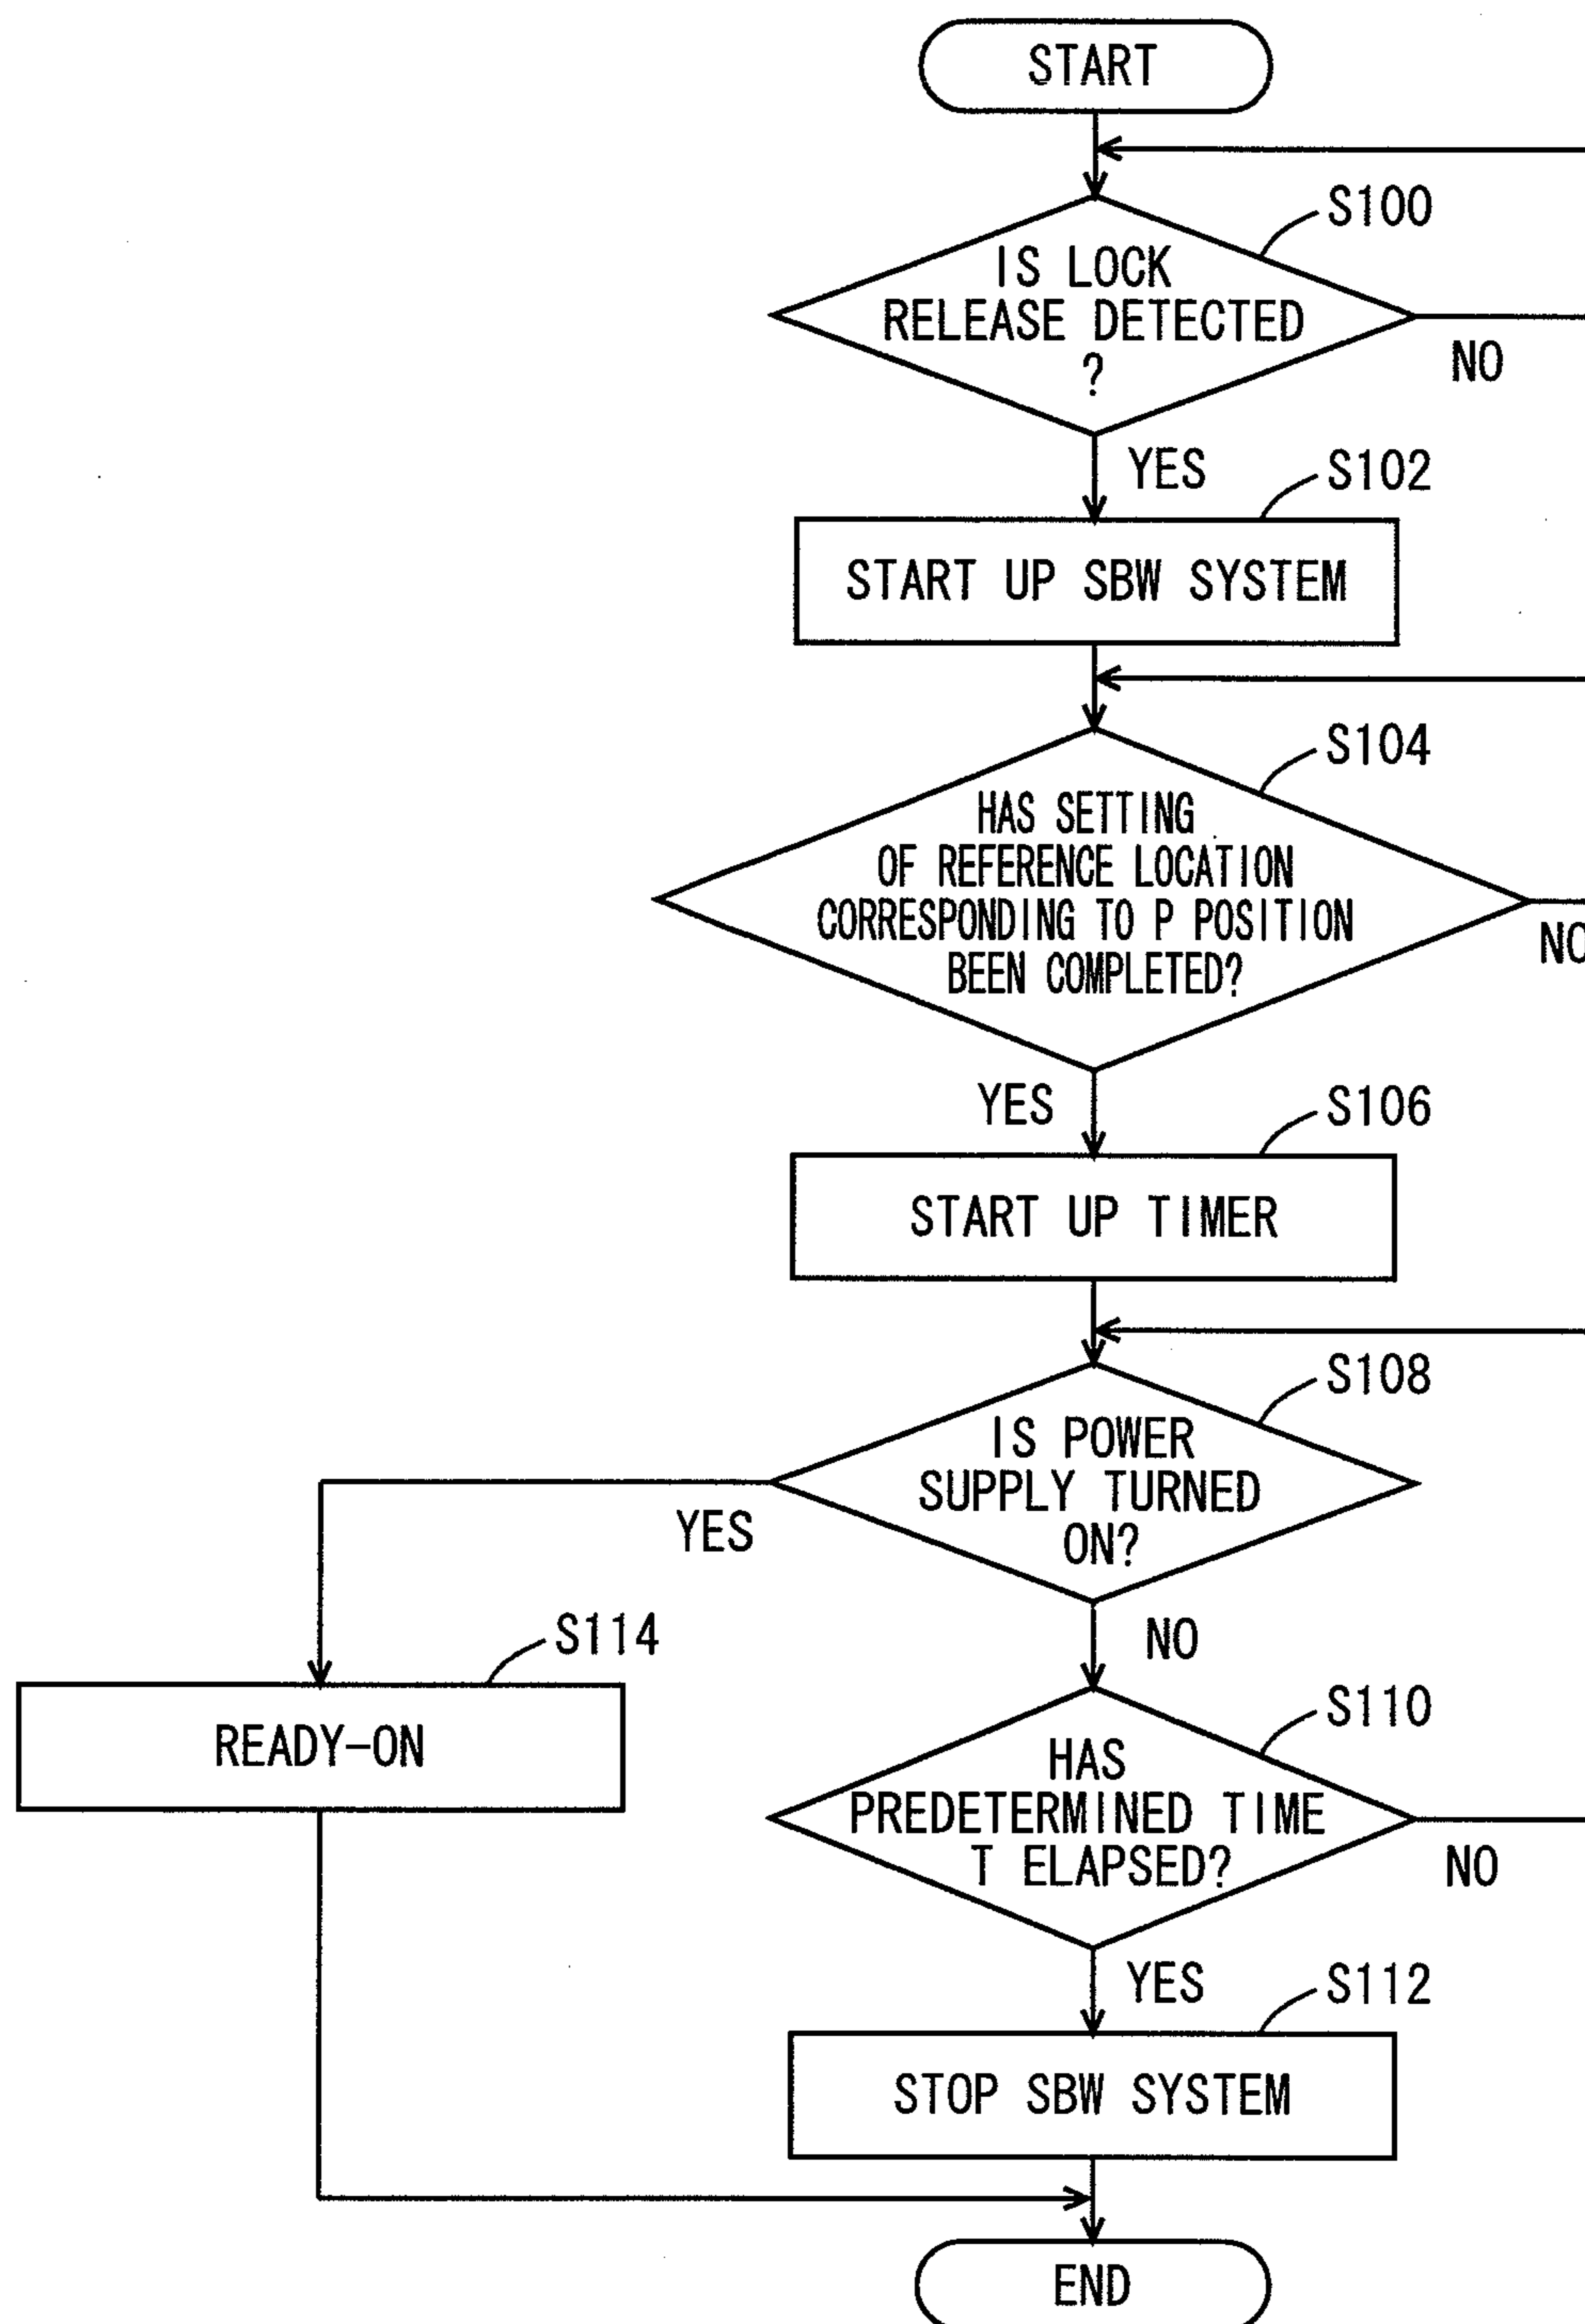 START
S100
IS LOCK
RELEASE DETECTED
?
NO
YES
S102
START UP SBW SYSTEM
S104
HAS SETTING
OF REFERENCE LOCATION
CORRESPONDING TO P POSITION
BEEN COMPLETED?
NO
YES
S106
START UP TIMER
S108
IS POWER
SUPPLY TURNED
ON?
YES
NO
S114
READY-ON
S110
HAS
PREDETERMINED TIME
T ELAPSED?
NO
YES
S112
STOP SBW SYSTEM
END